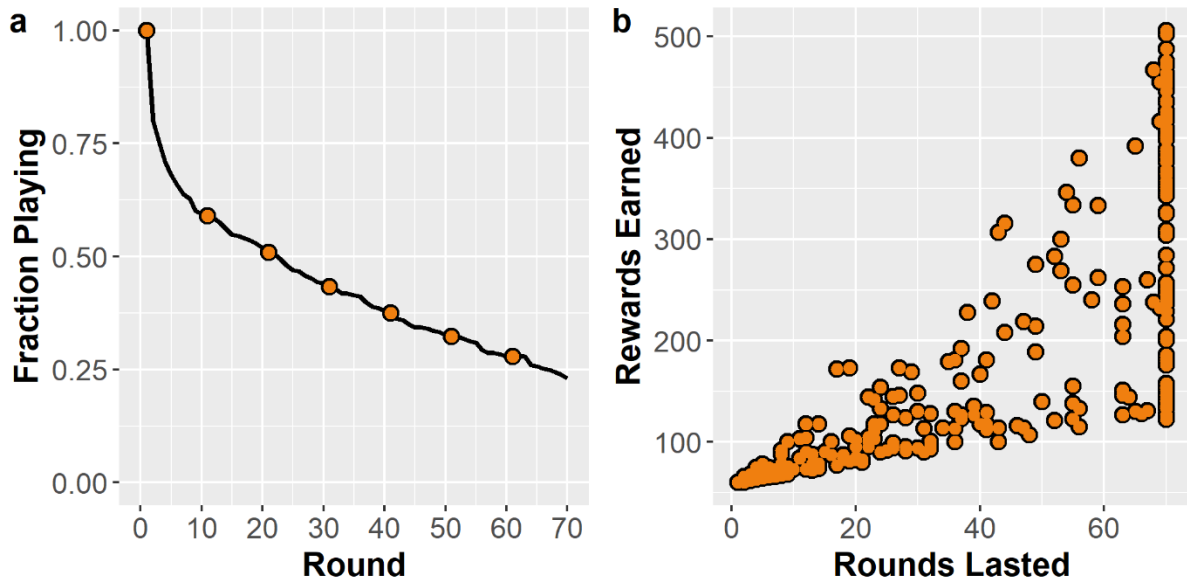 a
1.00
0.75
0.50
0.25
0.00
Fraction Playing
0 10 20 30 40 50 60 70
Round
b
500
400
300
200
100
Rewards Earned
0 20 40 60
Rounds Lasted